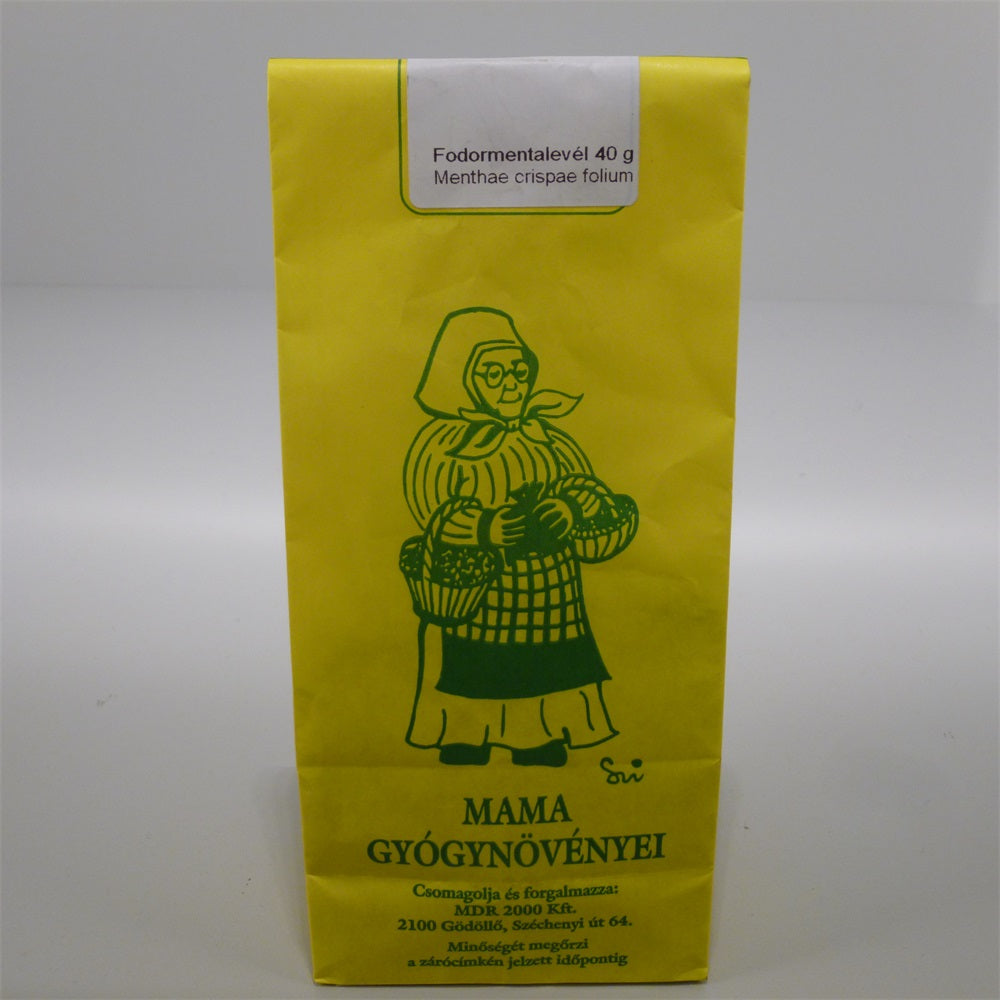 Fodormentalevél 40 g
Menthae crispae folium
MAMA
GYÓGYNÖVÉNYEI
Csomagolja és forgalmazza:
MDR 2000 Kft.
2100 Gödöllő, Széchenyi út 64.
Minőségét megőrzi
a zárócímkén jelzett időpontig